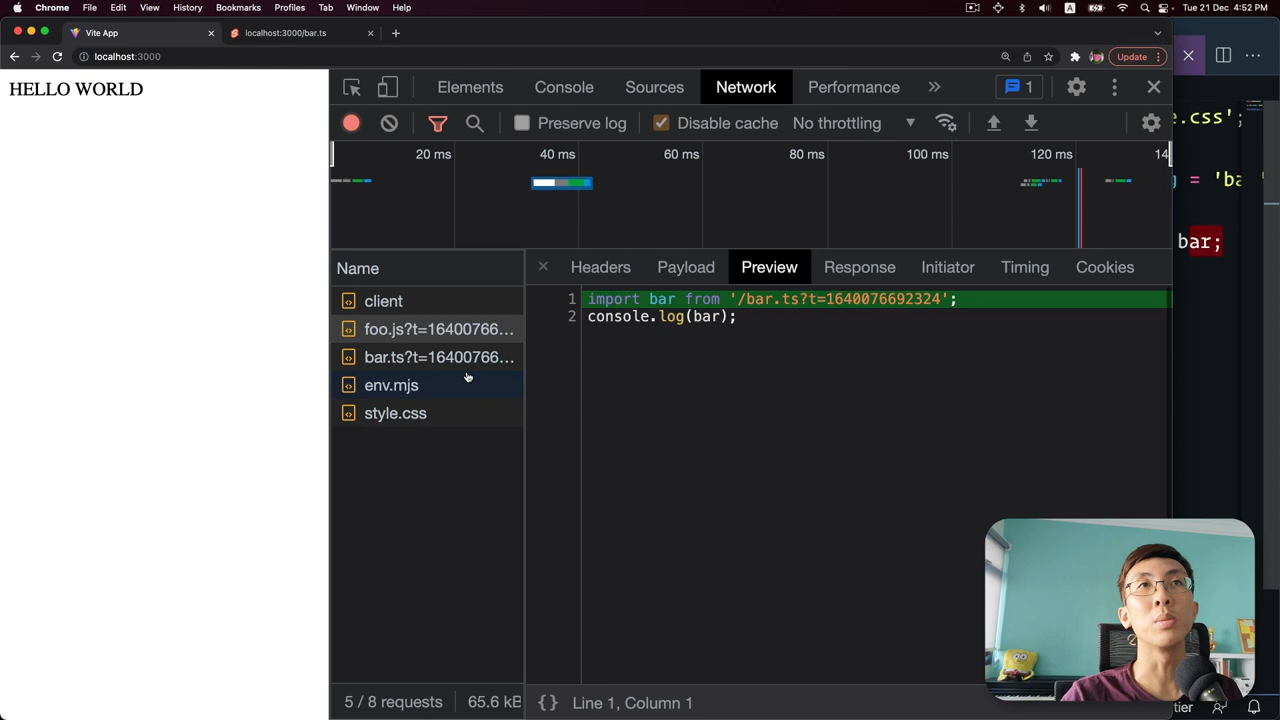 Chrome File Edit View History Bookmarks Profiles Tab Window Help A Tue 21 Dec 4:52 PM
Vite App localhost:3000/bar.ts
localhost:3000 Update
HELLO WORLD
Elements Console Sources Network Performance 1
Preserve log Disable cache No throttling
20 ms 40 ms 60 ms 80 ms 100 ms 120 ms 14
Name
client
foo.js?t=16400766...
bar.ts?t=16400766...
env.mjs
style.css
5 / 8 requests 65.6 kB
Headers Payload Preview Response Initiator Timing Cookies
1 import bar from '/bar.ts?t=1640076692324';
2 console.log(bar);
{} Line 1, Column 1
e.css';
g = 'ba
bar;
tier